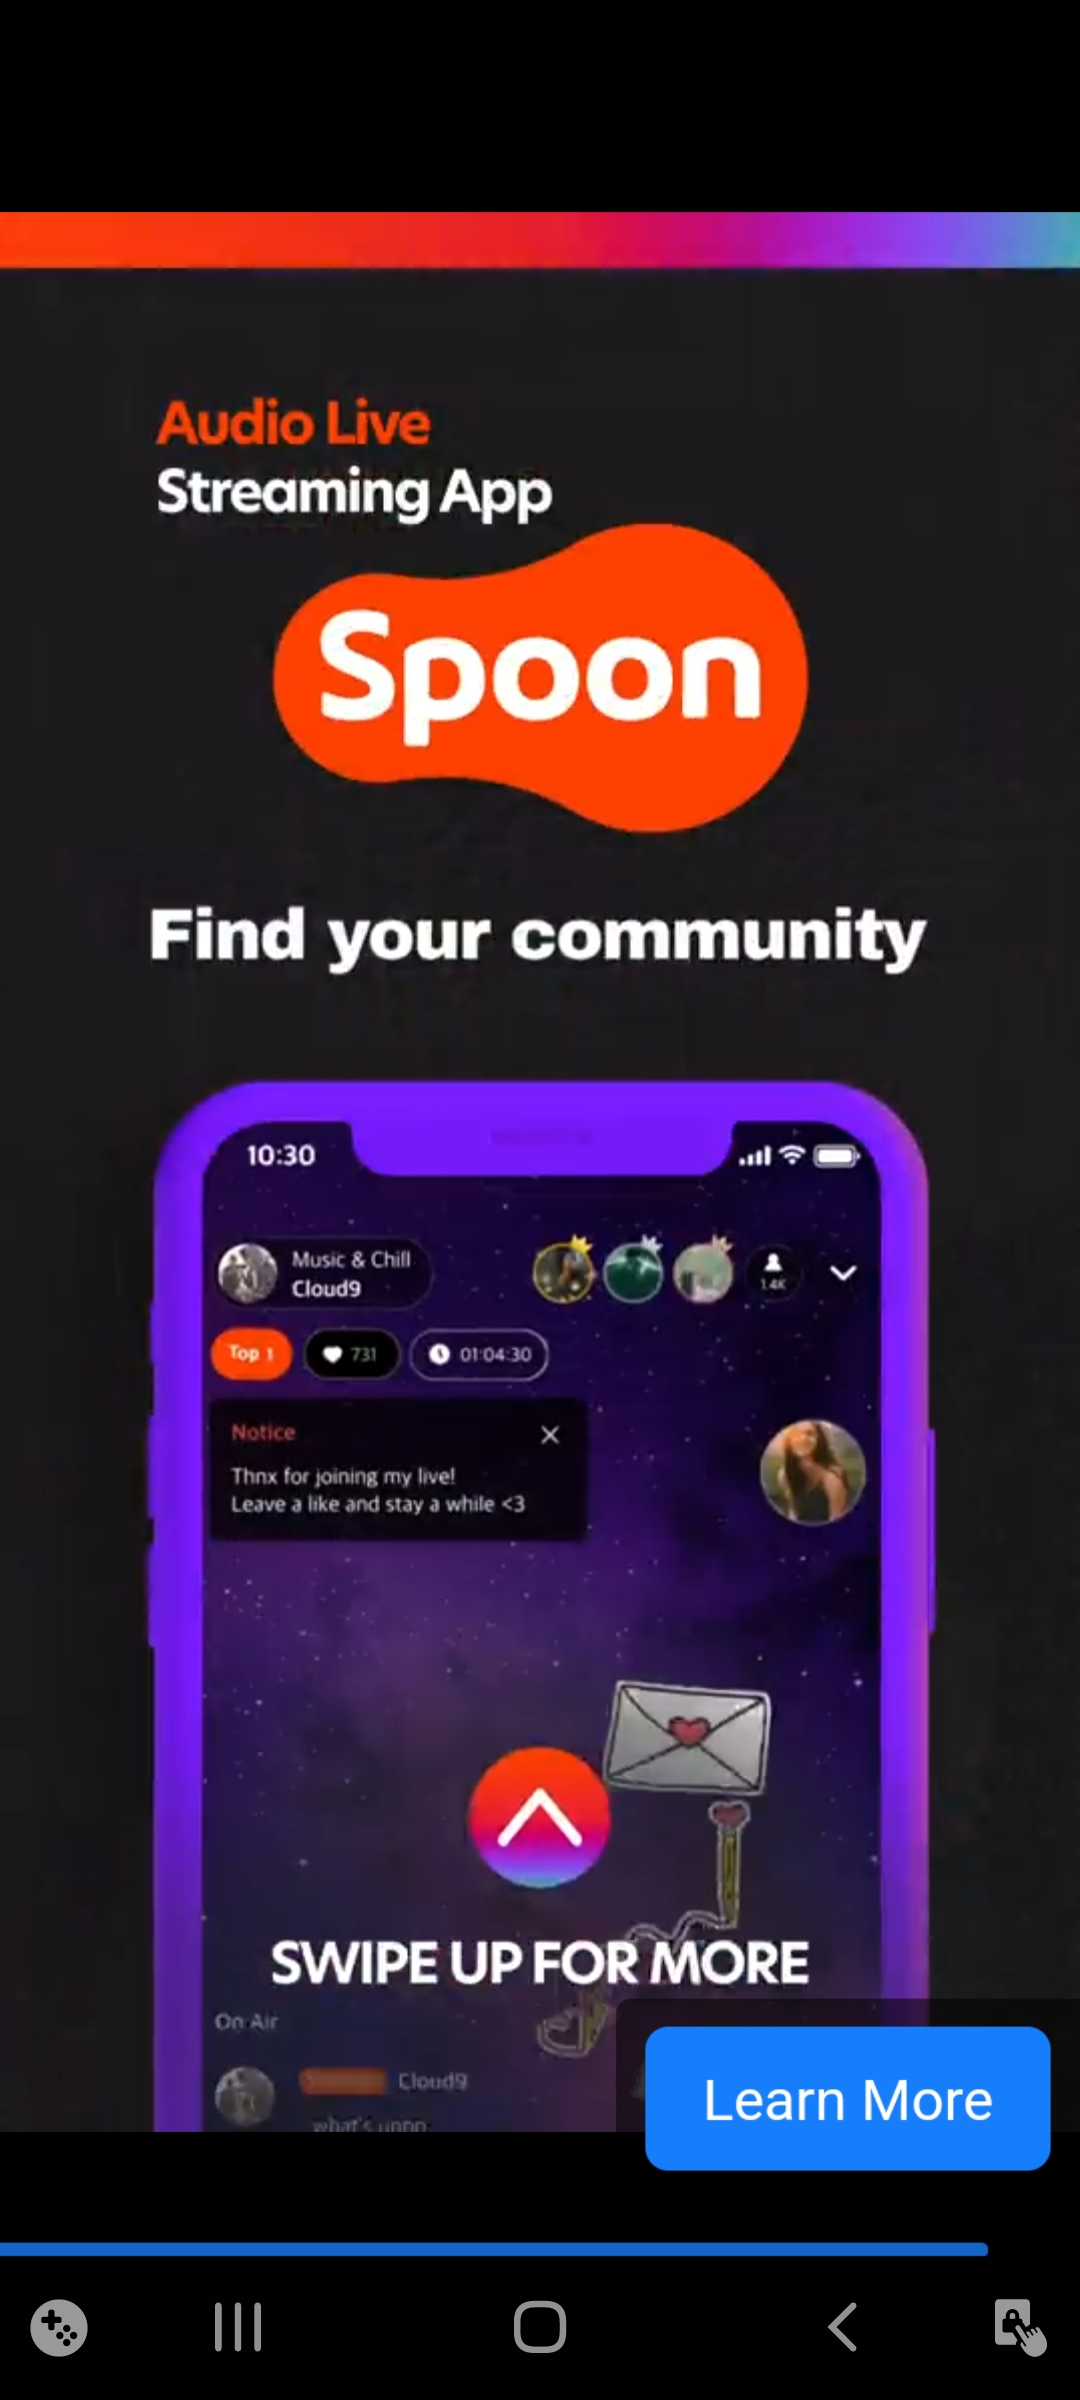 Audio Live
Streaming App
Spoon
Find your community
10:30
Music & Chill
Cloud9
1.4K
Top 1
731
01:04:30
Notice
Thnx for joining my live!
Leave a like and stay a while <3
SWIPE UP FOR MORE
On Air
Cloud9
what's uppp
Learn More